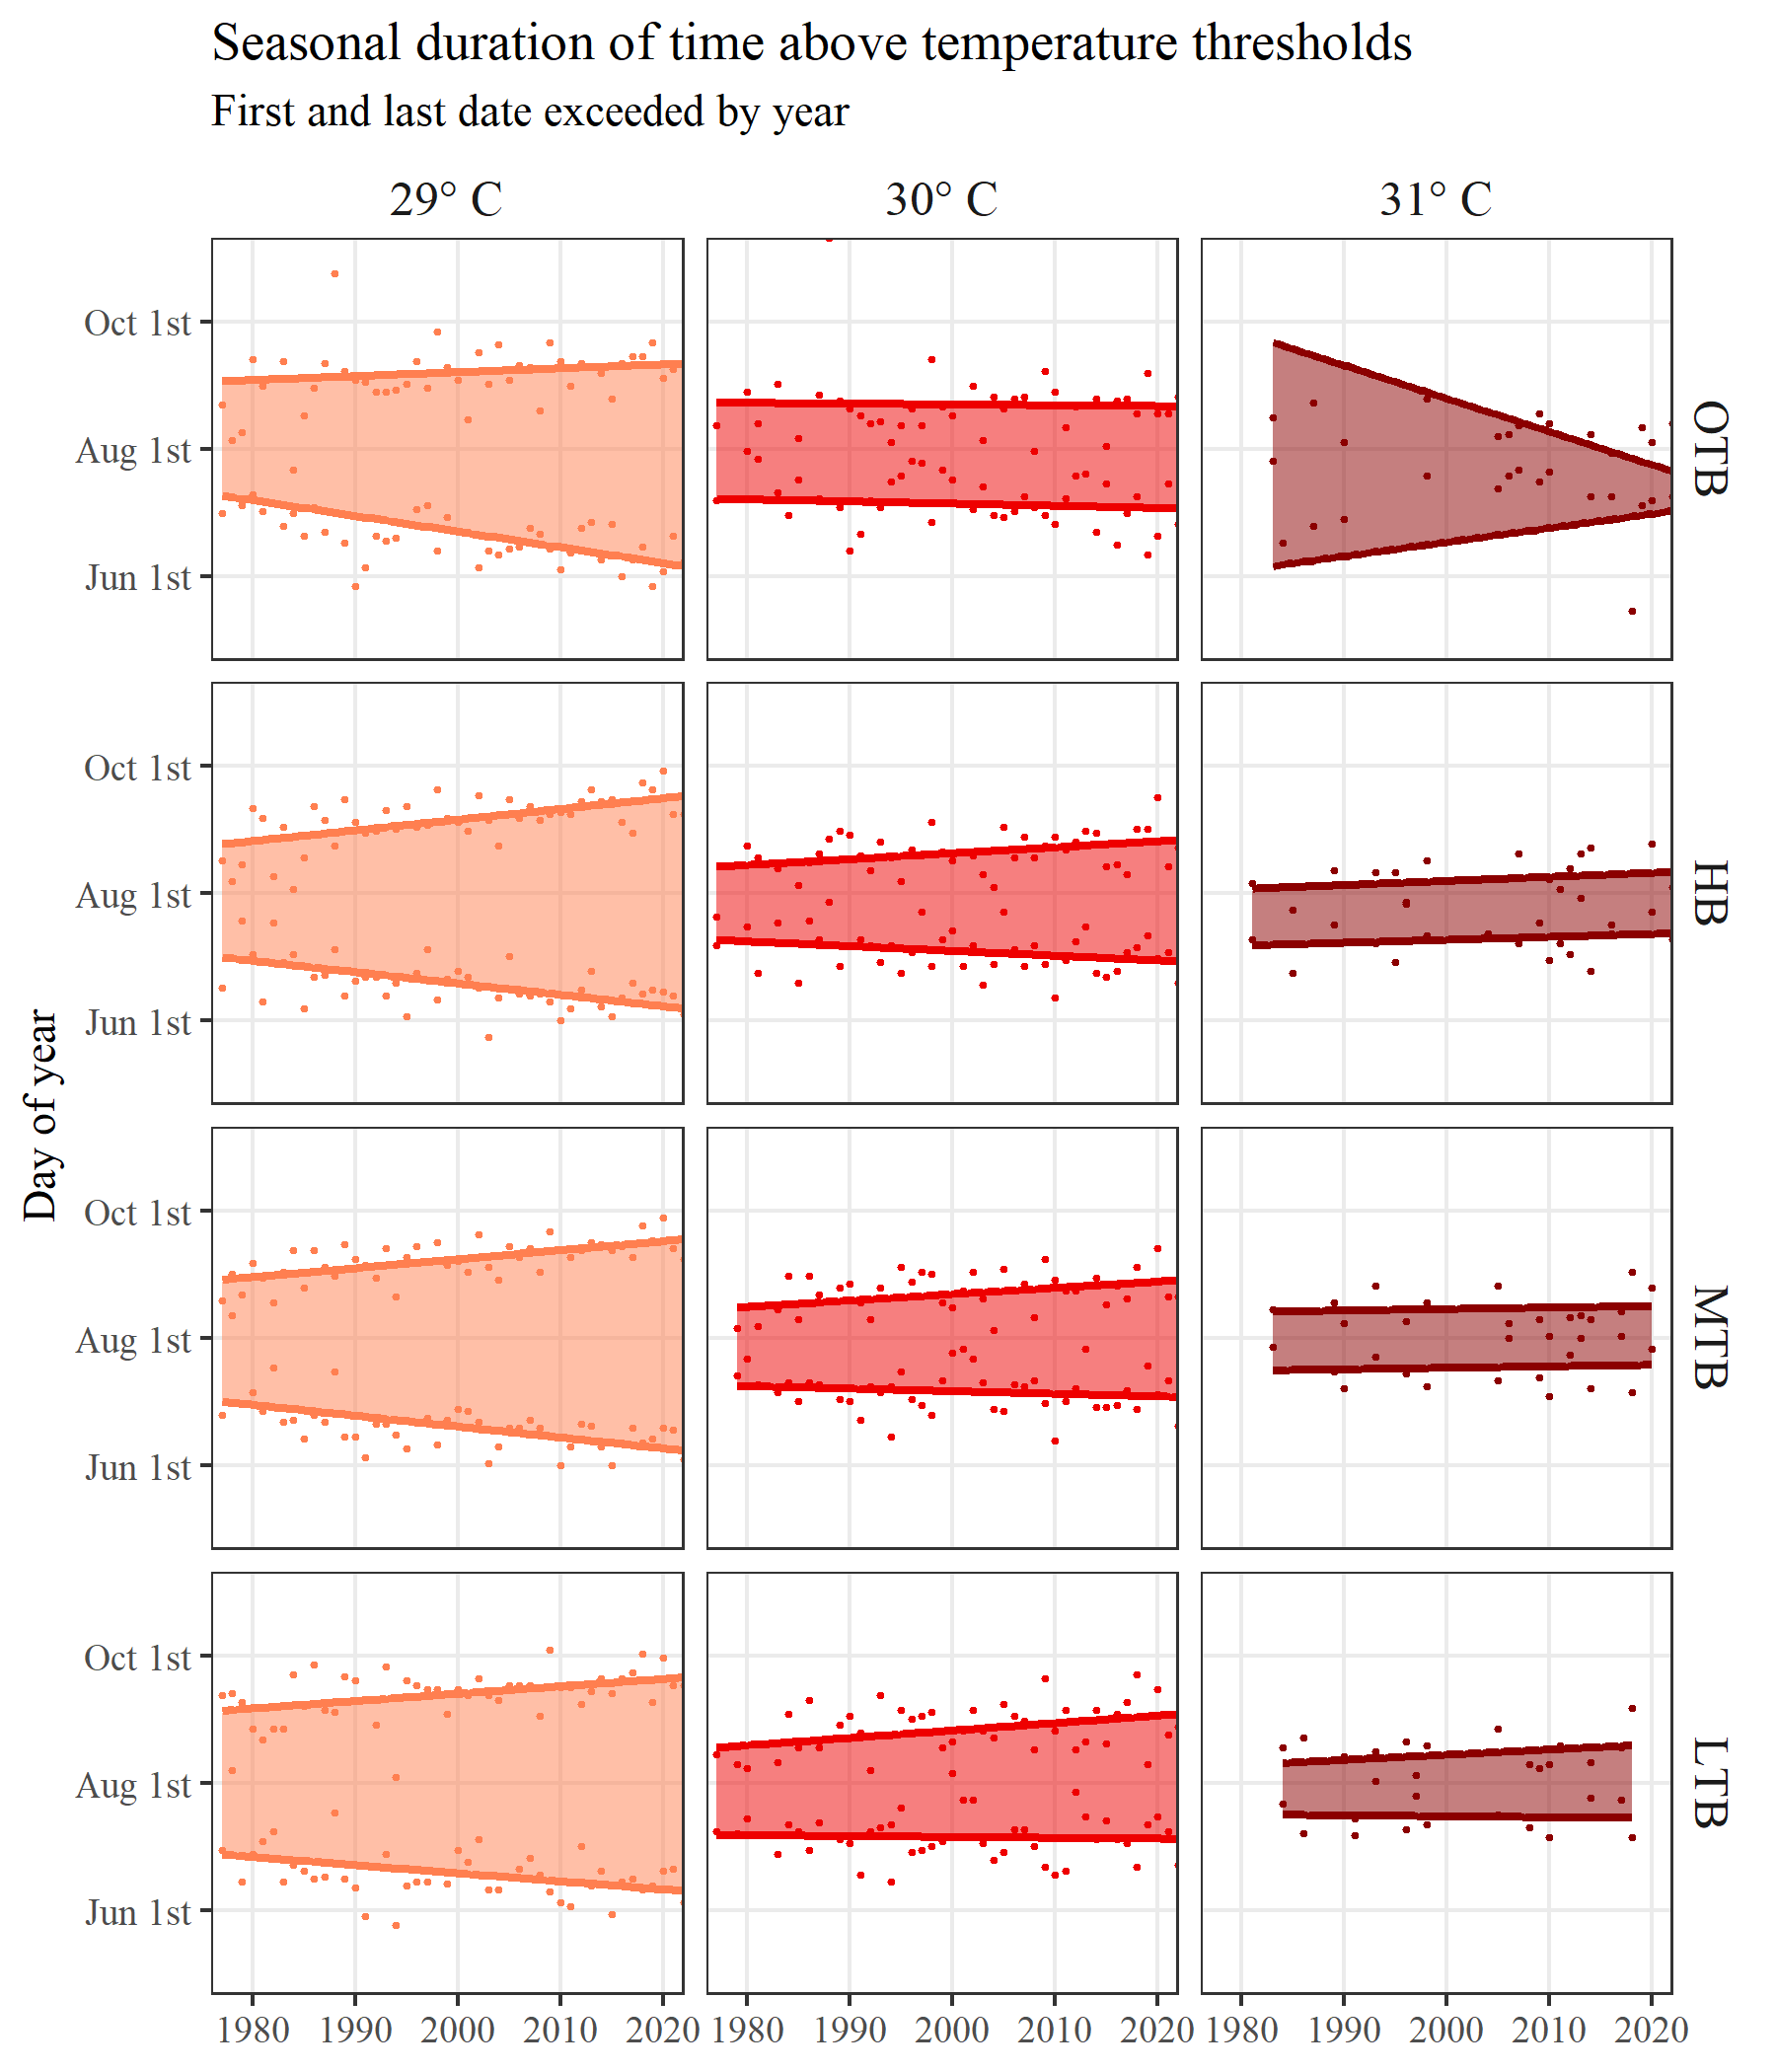 Seasonal duration of time above temperature thresholds
First and last date exceeded by year
29° C 30° C 31° C
Oct 1st
Aug 1st
Jun 1st
OTB
Oct 1st
Aug 1st
Jun 1st
HB
Day of year
Oct 1st
Aug 1st
Jun 1st
MTB
Oct 1st
Aug 1st
Jun 1st
LTB
1980 1990 2000 2010 2020 1980 1990 2000 2010 2020 1980 1990 2000 2010 2020